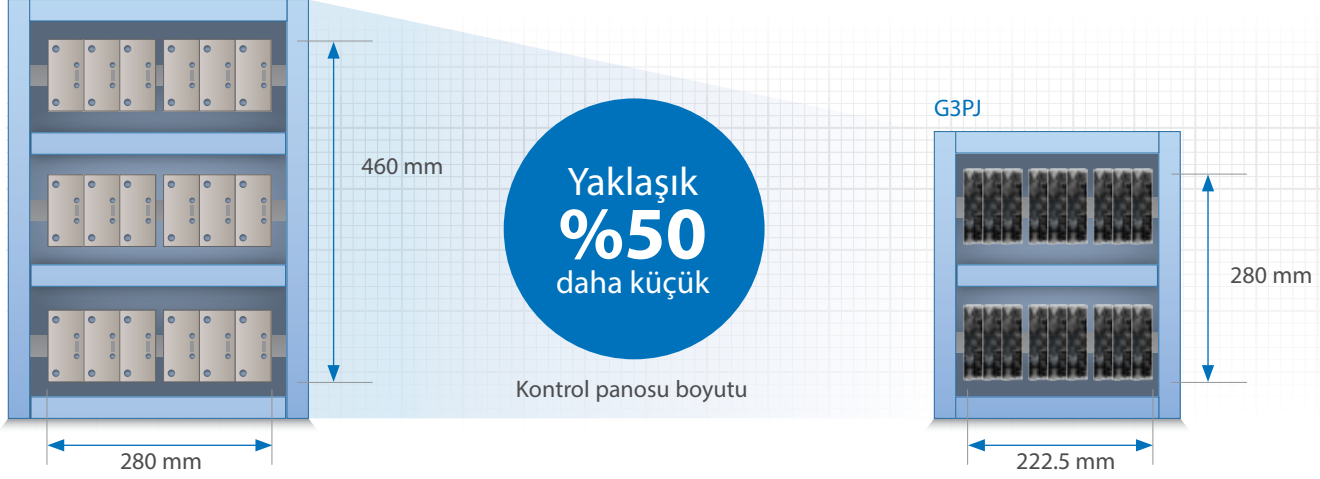 460 mm
280 mm
Yaklaşık
%50
daha küçük
Kontrol panosu boyutu
G3PJ
280 mm
222.5 mm